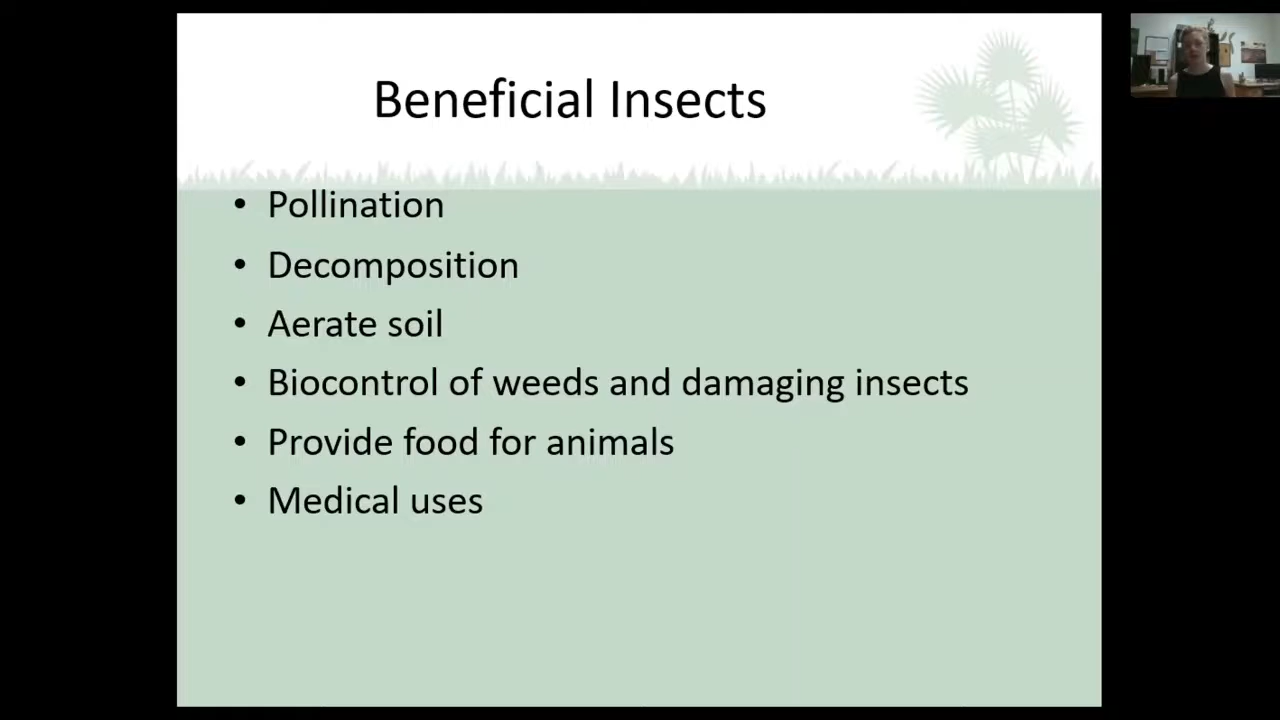 Beneficial Insects
• Pollination
• Decomposition
• Aerate soil
• Biocontrol of weeds and damaging insects
• Provide food for animals
• Medical uses